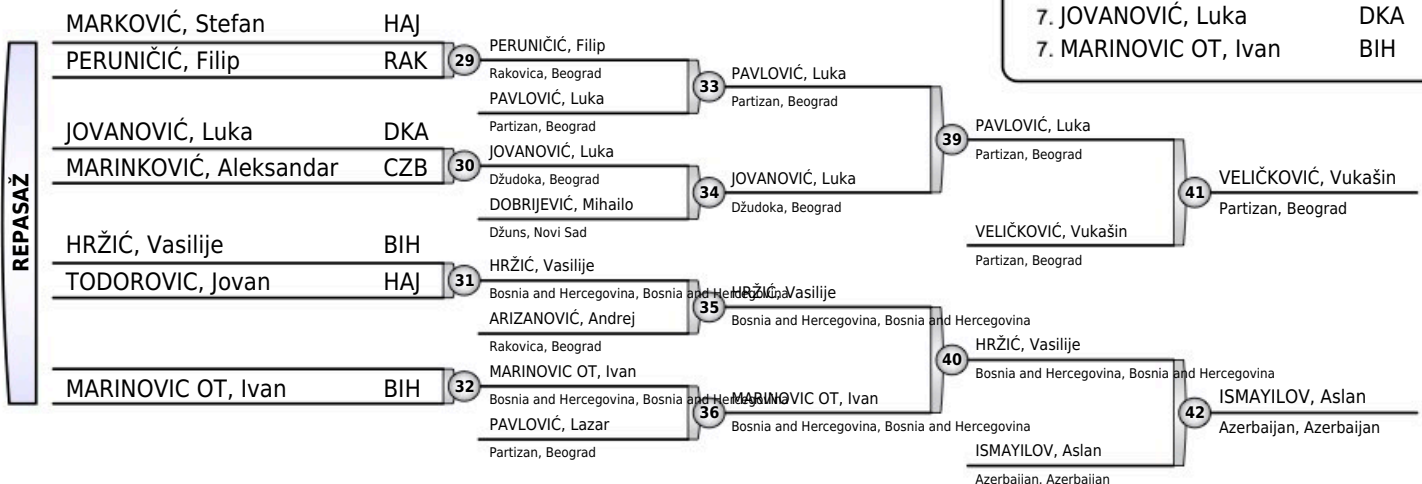 7. JOVANOVIĆ, Luka DKA
7. MARINOVIC OT, Ivan BIH
REPASAŽ
MARKOVIĆ, Stefan HAJ
PERUNIČIĆ, Filip RAK
JOVANOVIĆ, Luka DKA
MARINKOVIĆ, Aleksandar CZB
HRŽIĆ, Vasilije BIH
TODOROVIC, Jovan HAJ
MARINOVIC OT, Ivan BIH
29
PERUNIČIĆ, Filip
Rakovica, Beograd
PAVLOVIĆ, Luka
Partizan, Beograd
30
JOVANOVIĆ, Luka
Džudoka, Beograd
DOBRIJEVIĆ, Mihailo
Džuns, Novi Sad
31
HRŽIĆ, Vasilije
Bosnia and Hercegovina, Bosnia and Hercegovina
ARIZANOVIĆ, Andrej
Rakovica, Beograd
32
MARINOVIC OT, Ivan
Bosnia and Hercegovina, Bosnia and Hercegovina
PAVLOVIĆ, Lazar
Partizan, Beograd
33
PAVLOVIĆ, Luka
Partizan, Beograd
34
JOVANOVIĆ, Luka
Džudoka, Beograd
35
HRŽIĆ, Vasilije
Bosnia and Hercegovina, Bosnia and Hercegovina
36
MARINOVIC OT, Ivan
Bosnia and Hercegovina, Bosnia and Hercegovina
39
PAVLOVIĆ, Luka
Partizan, Beograd
VELIČKOVIĆ, Vukašin
Partizan, Beograd
40
HRŽIĆ, Vasilije
Bosnia and Hercegovina, Bosnia and Hercegovina
ISMAYILOV, Aslan
Azerbaijan, Azerbaijan
41
VELIČKOVIĆ, Vukašin
Partizan, Beograd
42
ISMAYILOV, Aslan
Azerbaijan, Azerbaijan